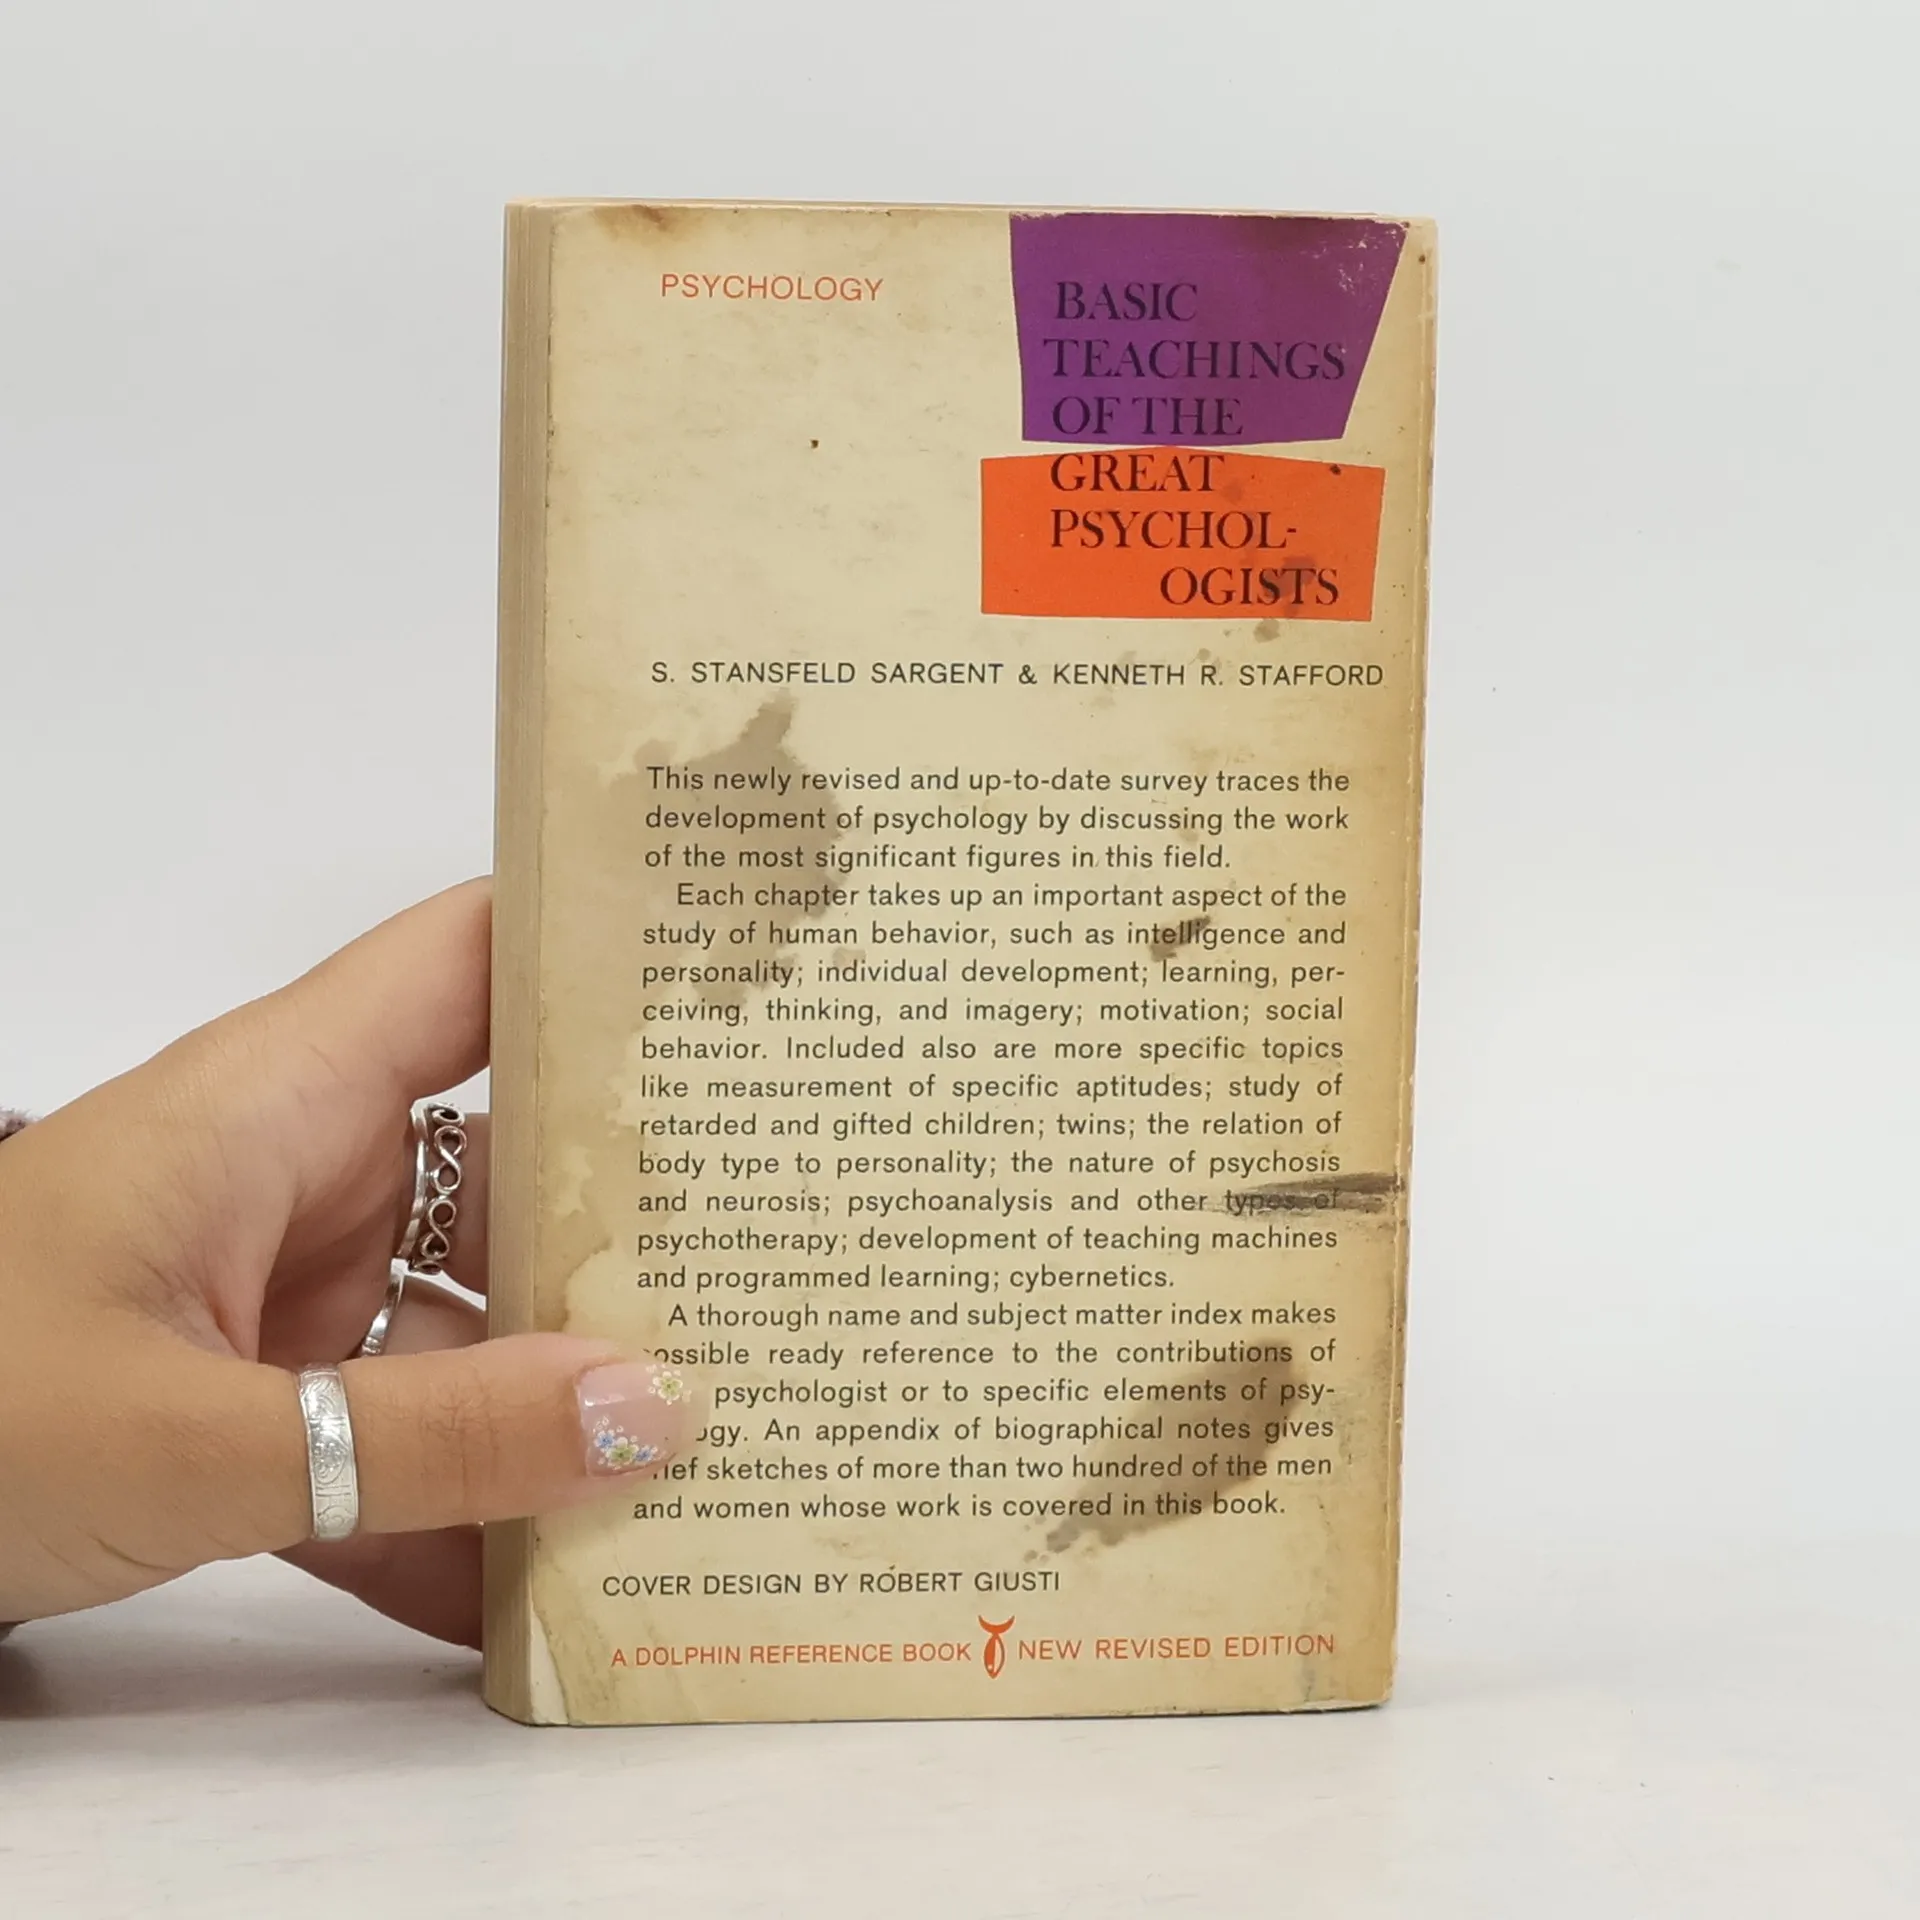 PSYCHOLOGY
BASIC
TEACHINGS
OF THE
GREAT
PSYCHOL-
OGISTS
S. STANSFELD SARGENT & KENNETH R. STAFFORD
This newly revised and up-to-date survey traces the
development of psychology by discussing the work
of the most significant figures in this field.
Each chapter takes up an important aspect of the
study of human behavior, such as intelligence and
personality; individual development; learning, per-
ceiving, thinking, and imagery; motivation; social
behavior. Included also are more specific topics
like measurement of specific aptitudes; study of
retarded and gifted children; twins; the relation of
body type to personality; the nature of psychosis
and neurosis; psychoanalysis and other types of
psychotherapy; development of teaching machines
and programmed learning; cybernetics.
A thorough name and subject matter index makes
ossible ready reference to the contributions of
psychologist or to specific elements of psy-
ogy. An appendix of biographical notes gives
ief sketches of more than two hundred of the men
and women whose work is covered in this book.
COVER DESIGN BY ROBERT GIUSTI
A DOLPHIN REFERENCE BOOK NEW REVISED EDITION